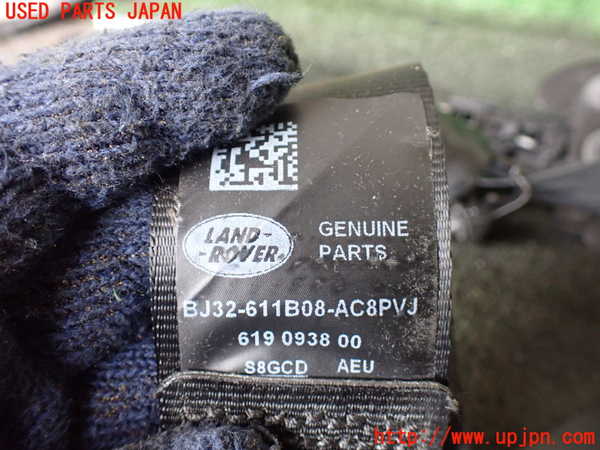 USED PARTS JAPAN
LAND-
ROVER
GENUINE
PARTS
BJ32-611B08-AC8PVJ
619 0938 00
S8GCD AEU
http://www.upjpn.com/